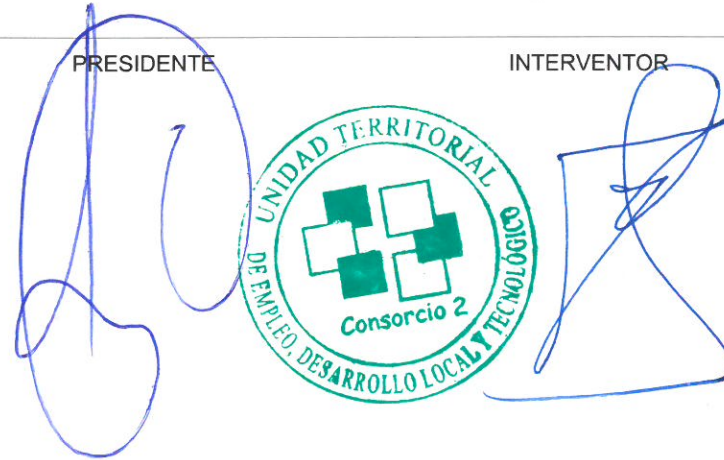 PRESIDENTE
INTERVENTOR
UNIDAD TERRITORIAL
DE EMPLEO, DESARROLLO LOCAL Y TECNOLÓGICO
Consorcio 2